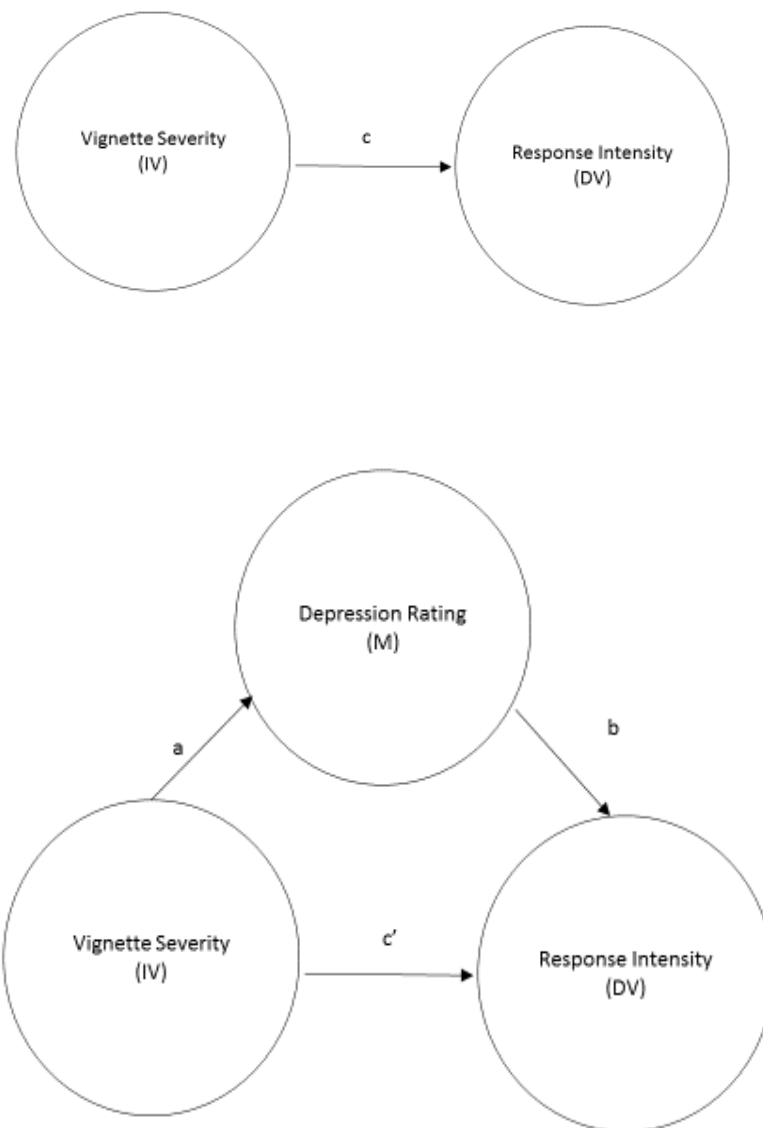 Vignette Severity
(IV)
c
Response Intensity
(DV)
Depression Rating
(M)
a
b
Vignette Severity
(IV)
c’
Response Intensity
(DV)